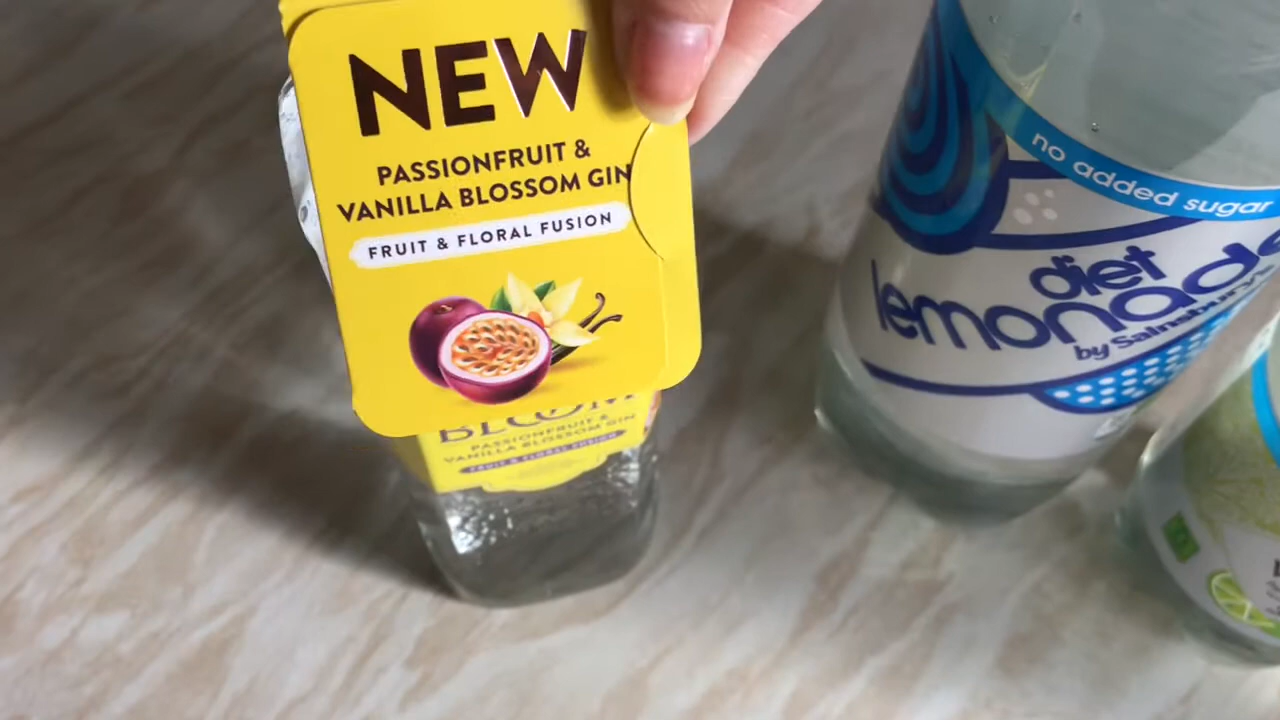 NEW
PASSIONFRUIT &
VANILLA BLOSSOM GIN
FRUIT & FLORAL FUSION
BLOOM
PASSIONFRUIT &
VANILLA BLOSSOM GIN
FRUIT & FLORAL FUSION
no added sugar
diet
lemonade
by Sainsbury's